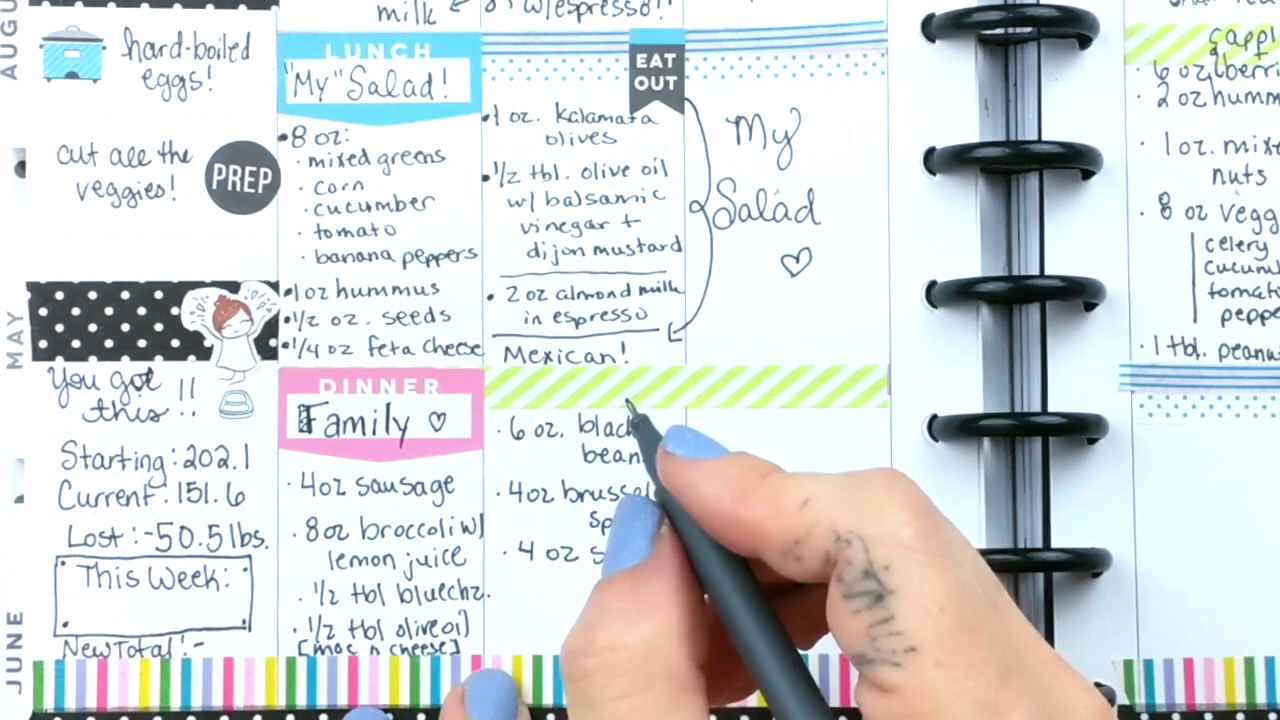 milk
w/espresso!!
AUGU
hard-boiled
eggs!
cut all the
veggies!
PREP
MAY
You got
this!!
Starting: 202.1
Current: 151.6
Lost: -50.5 lbs.
This Week:
New Total: -
JUNE
LUNCH
"My" Salad!
•8 oz:
· mixed greens
· corn
· cucumber
· tomato
· banana peppers
•1 oz hummus
•1/2 oz. seeds
•1/4 oz feta cheese
DINNER
Family ♡
· 4oz sausage
· 8oz broccoli w/
lemon juice
· 1/2 tbl bluechz.
· 1/2 tbl olive oil
[mac n cheese]
EAT
OUT
•1 oz. Kalamata
olives
•1/2 tbl. olive oil
w/ balsamic
vinegar +
dijon mustard
• 2 oz almond milk
in espresso
Mexican!
· 6 oz. black
bean
· 4oz brussel
sp
· 4 oz s
My
Salad
♡
6 oz berri
· 2 oz humm
· 1 oz. mixe
nuts
· 8 oz vegg
celery
cucum
tomato
peppe
· 1 tbl. peanu